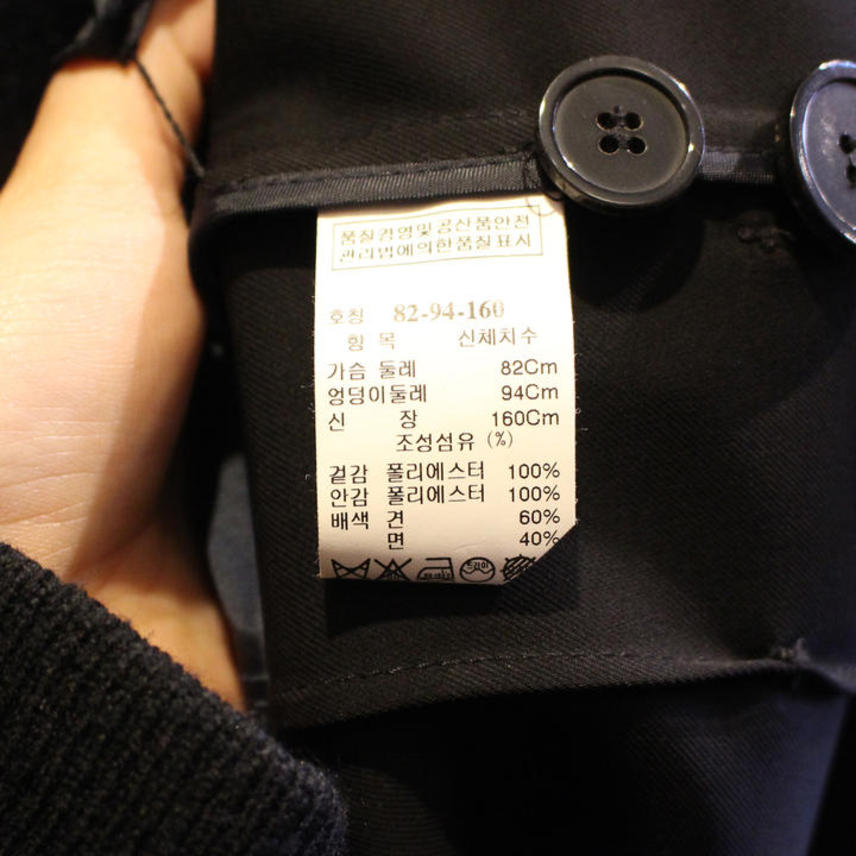 품질경영및공산품안전
관리법에의한품질표시
호칭 82-94-160
항 목 신체치수
가슴 둘레 82Cm
엉덩이둘레 94Cm
신 장 160Cm
조성섬유 (%)
겉감 폴리에스터 100%
안감 폴리에스터 100%
배색 견 60%
면 40%
드라이